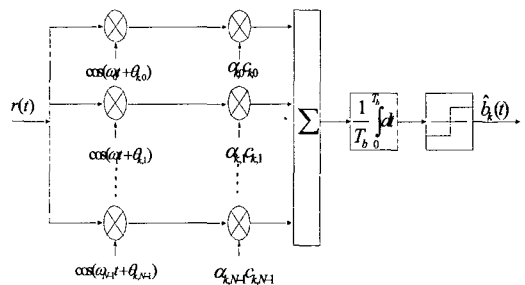 cos(ω₀t+θ_{k,0})
α_{k,0}c_{k,0}
r(t)
cos(ω₁t+θ_{k,1})
α_{k,1}c_{k,1}
∑
1/T_b ∫₀^{T_b} dt
b̂_k(t)
cos(ω_{N-1}t+θ_{k,N-1})
α_{k,N-1}c_{k,N-1}